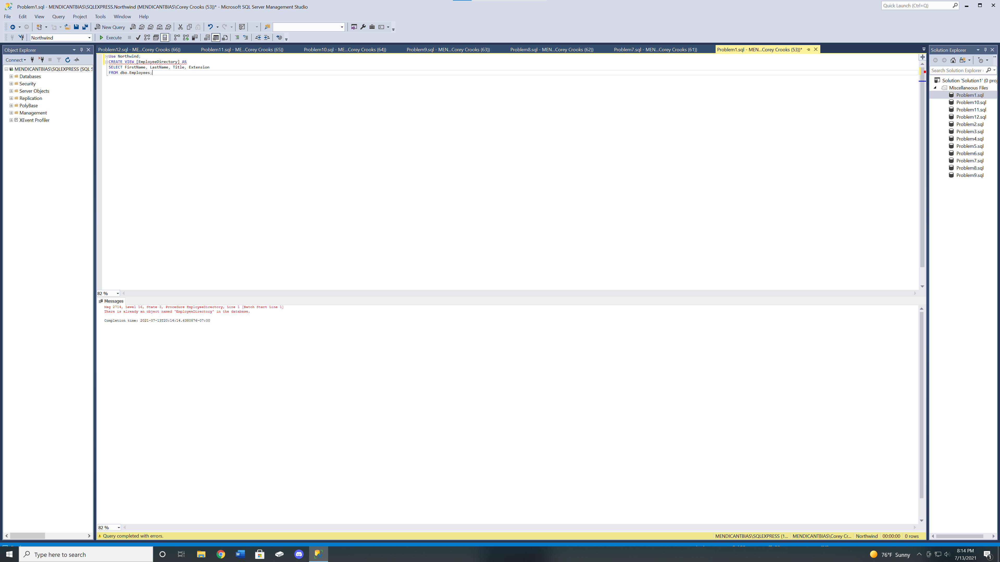 Problem1.sql - MENDICANTBIAS\SQLEXPRESS.Northwind (MENDICANTBIAS\Corey Crooks (53))* - Microsoft SQL Server Management Studio
Quick Launch (Ctrl+Q)
File Edit View Query Project Tools Window Help
New Query MDX DMX XMLA DAX
Northwind Execute
Object Explorer
Connect
MENDICANTBIAS\SQLEXPRESS (SQL S
Databases
Security
Server Objects
Replication
PolyBase
Management
XEvent Profiler
Problem12.sql - ME...Corey Crooks (66)) Problem11.sql - ME...Corey Crooks (65)) Problem10.sql - ME...Corey Crooks (64)) Problem9.sql - MEN...Corey Crooks (63)) Problem8.sql - MEN...Corey Crooks (62)) Problem7.sql - MEN...Corey Crooks (61)) Problem1.sql - MEN...Corey Crooks (53))*
Use Northwind;
CREATE VIEW [EmployeeDirectory] AS
SELECT FirstName, LastName, Title, Extension
FROM dbo.Employees;
82 %
Messages
Msg 2714, Level 16, State 3, Procedure EmployeeDirectory, Line 1 [Batch Start Line 1]
There is already an object named 'EmployeeDirectory' in the database.
Completion time: 2021-07-13T20:14:14.6380876-07:00
82 %
Query completed with errors. MENDICANTBIAS\SQLEXPRESS (1... MENDICANTBIAS\Corey Cr... Northwind 00:00:00 0 rows
Solution Explorer
Search Solution Explorer (
Solution 'Solution1' (0 proj
Miscellaneous Files
Problem1.sql
Problem10.sql
Problem11.sql
Problem12.sql
Problem2.sql
Problem3.sql
Problem4.sql
Problem5.sql
Problem6.sql
Problem7.sql
Problem8.sql
Problem9.sql
Type here to search
76°F Sunny
8:14 PM
7/13/2021
1